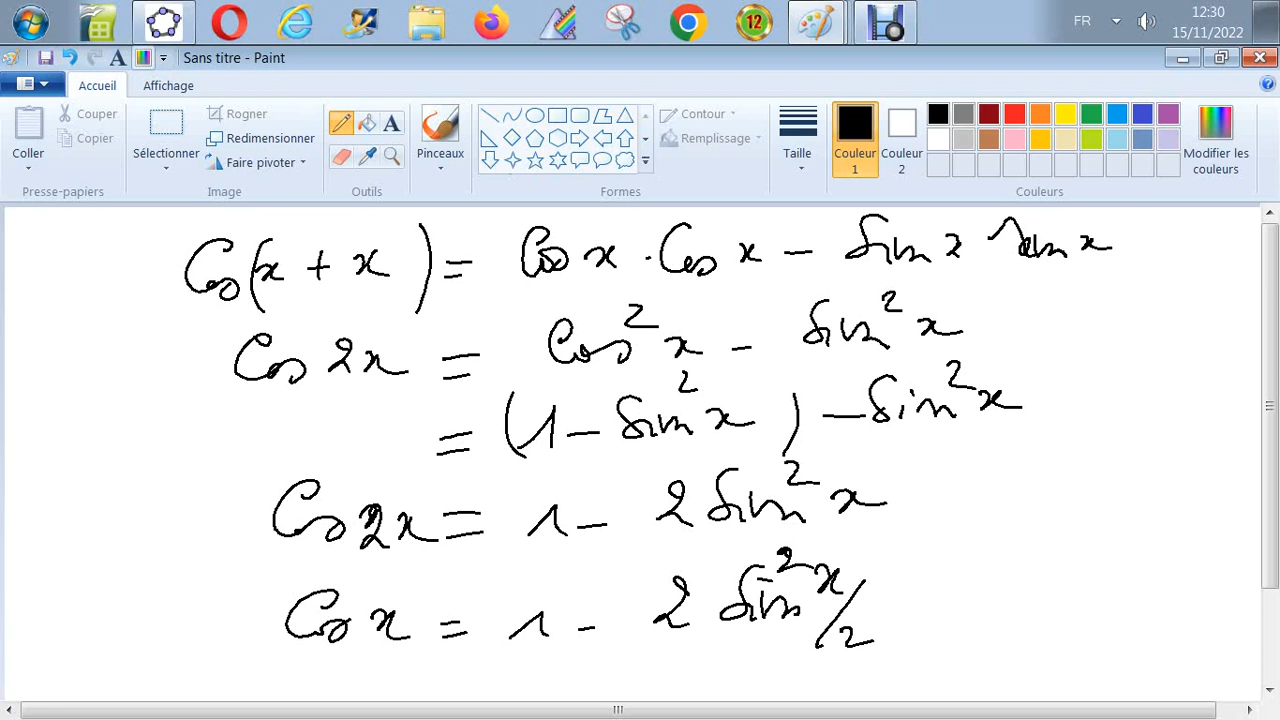 12
FR
12:30
15/11/2022
Sans titre - Paint
Accueil
Affichage
Coller
Couper
Copier
Presse-papiers
Sélectionner
Rogner
Redimensionner
Faire pivoter
Image
A
Outils
Pinceaux
Contour
Remplissage
Formes
Taille
Couleur 1
Couleur 2
Modifier les couleurs
Couleurs
Cos(x + x) = Cos x . Cos x - Sin x sin x
Cos 2x = Cos² x - Sin² x
= (1 - Sin² x) - Sin² x
Cos 2x = 1 - 2 Sin² x
Cos x = 1 - 2 Sin² x/2